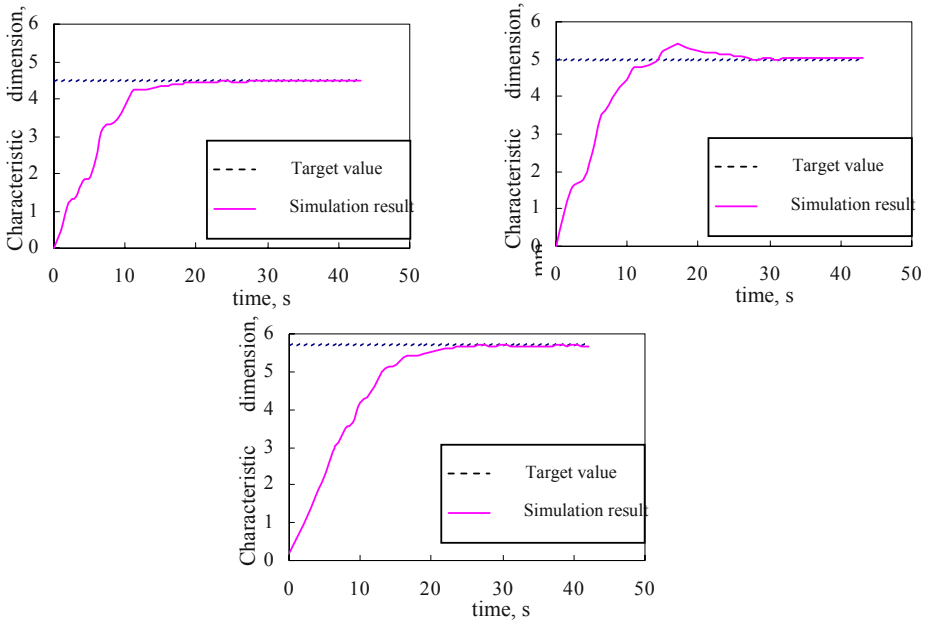 Characteristic dimension,
6
5
4
3
2
1
0
0 10 20 30 40 50
time, s
Target value
Simulation result
Characteristic dimension,
6
5
4
3
2
1
0
0 10 20 30 40 50
time, s
Target value
Simulation result
Characteristic dimension,
6
5
4
3
2
1
0
0 10 20 30 40 50
time, s
Target value
Simulation result